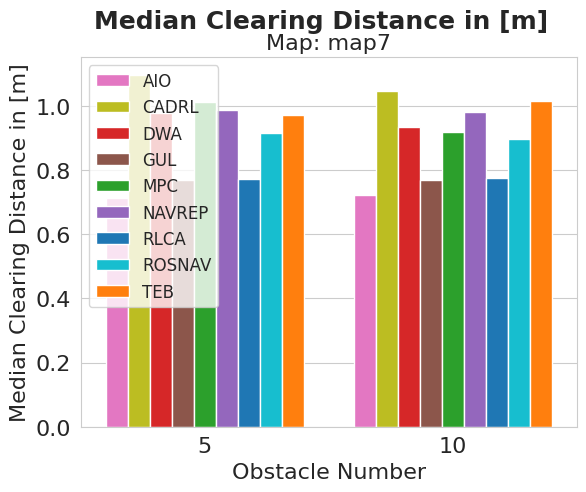 Median Clearing Distance in [m]
Map: map7
Median Clearing Distance in [m]
1.0
0.8
0.6
0.4
0.2
0.0
AIO
CADRL
DWA
GUL
MPC
NAVREP
RLCA
ROSNAV
TEB
5
10
Obstacle Number